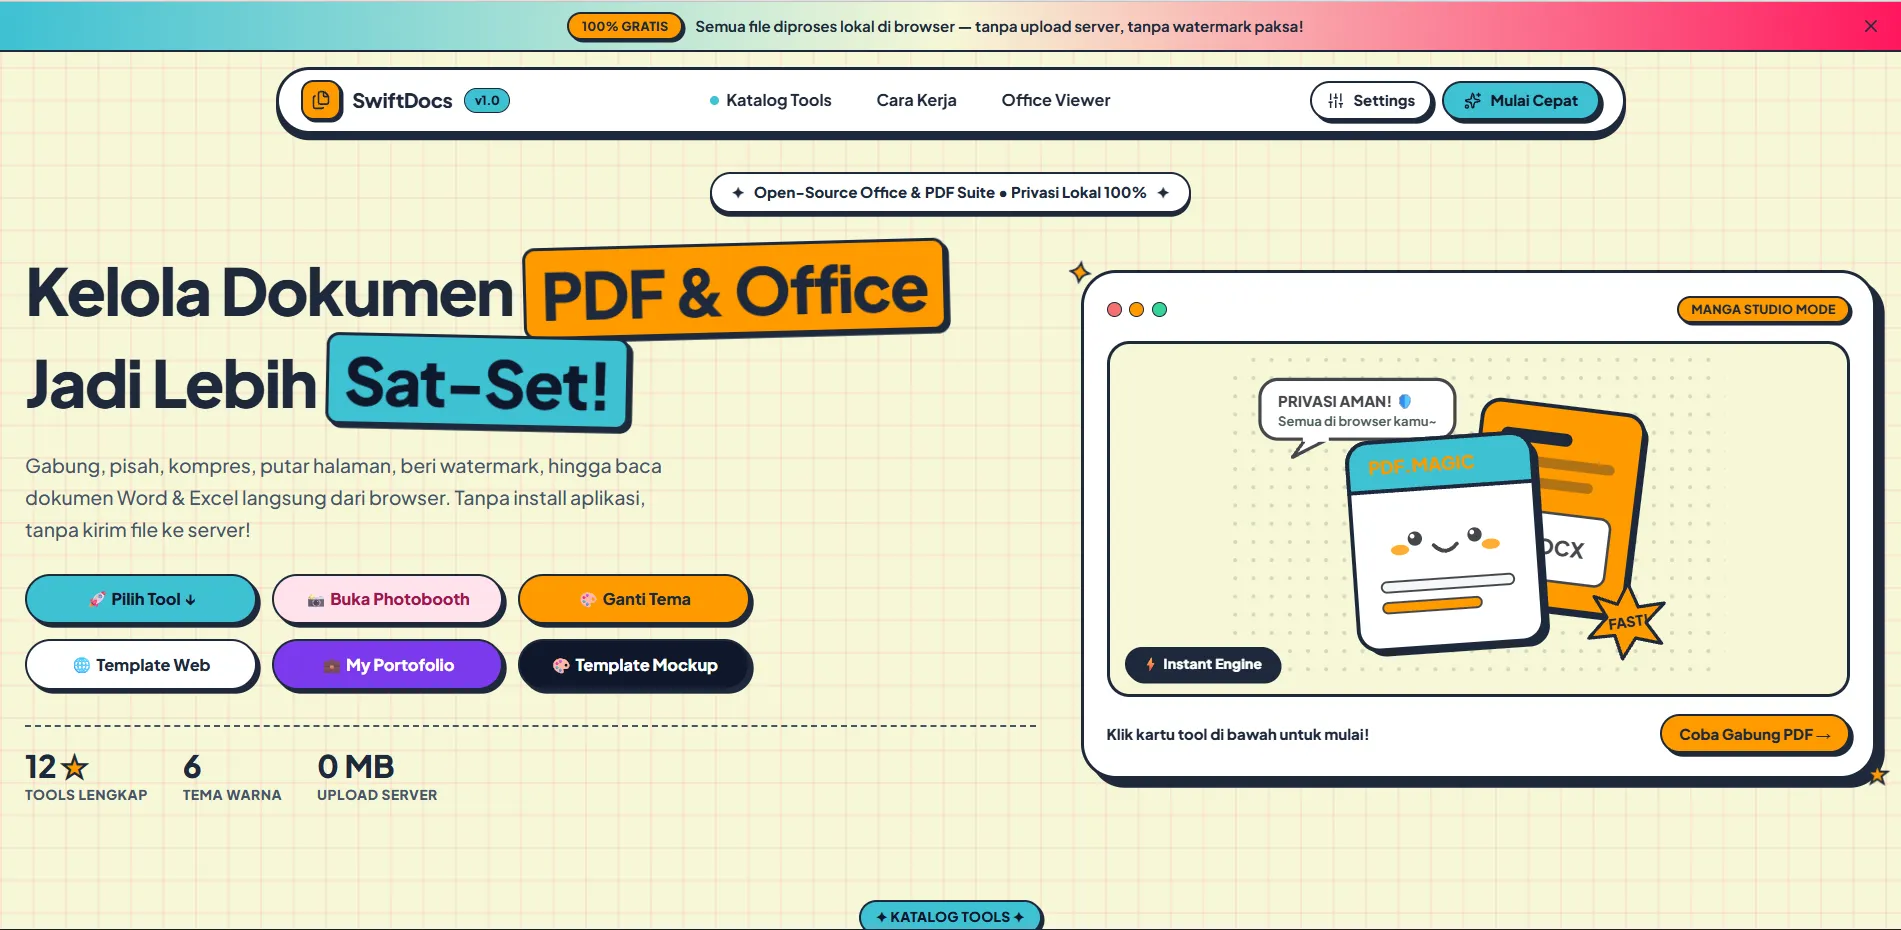 100% GRATIS Semua file diproses lokal di browser — tanpa upload server, tanpa watermark paksa!
SwiftDocs v1.0 Katalog Tools Cara Kerja Office Viewer Settings Mulai Cepat
✦ Open-Source Office & PDF Suite • Privasi Lokal 100% ✦
Kelola Dokumen PDF & Office
Jadi Lebih Sat-Set!
Gabung, pisah, kompres, putar halaman, beri watermark, hingga baca
dokumen Word & Excel langsung dari browser. Tanpa install aplikasi,
tanpa kirim file ke server!
🚀 Pilih Tool ↓
📸 Buka Photobooth
🎨 Ganti Tema
🌐 Template Web
💼 My Portofolio
🎨 Template Mockup
12★
TOOLS LENGKAP
6
TEMA WARNA
0 MB
UPLOAD SERVER
MANGA STUDIO MODE
PRIVASI AMAN! 🛡️
Semua di browser kamu~
PDF.MAGIC
OCX
FAST!
⚡ Instant Engine
Klik kartu tool di bawah untuk mulai!
Coba Gabung PDF →
✦ KATALOG TOOLS ✦